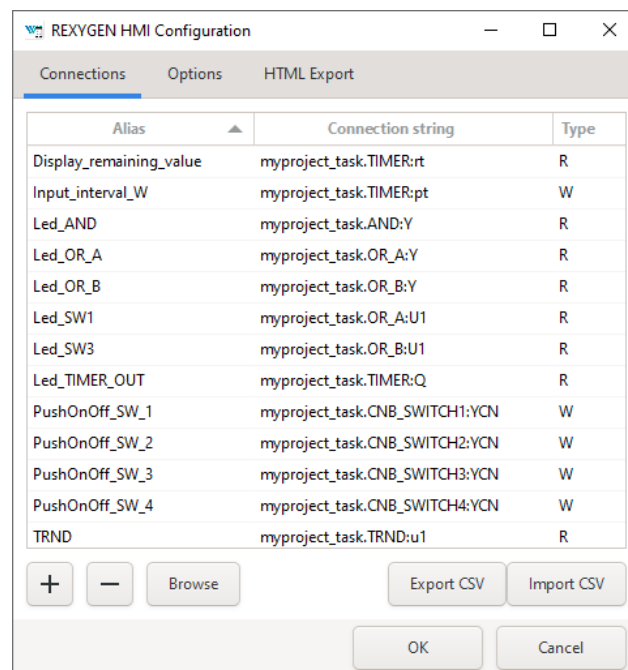 REXYGEN HMI Configuration
Connections Options HTML Export
Alias Connection string Type
Display_remaining_value myproject_task.TIMER:rt R
Input_interval_W myproject_task.TIMER:pt W
Led_AND myproject_task.AND:Y R
Led_OR_A myproject_task.OR_A:Y R
Led_OR_B myproject_task.OR_B:Y R
Led_SW1 myproject_task.OR_A:U1 R
Led_SW3 myproject_task.OR_B:U1 R
Led_TIMER_OUT myproject_task.TIMER:Q R
PushOnOff_SW_1 myproject_task.CNB_SWITCH1:YCN W
PushOnOff_SW_2 myproject_task.CNB_SWITCH2:YCN W
PushOnOff_SW_3 myproject_task.CNB_SWITCH3:YCN W
PushOnOff_SW_4 myproject_task.CNB_SWITCH4:YCN W
TRND myproject_task.TRND:u1 R
+ − Browse Export CSV Import CSV
OK Cancel